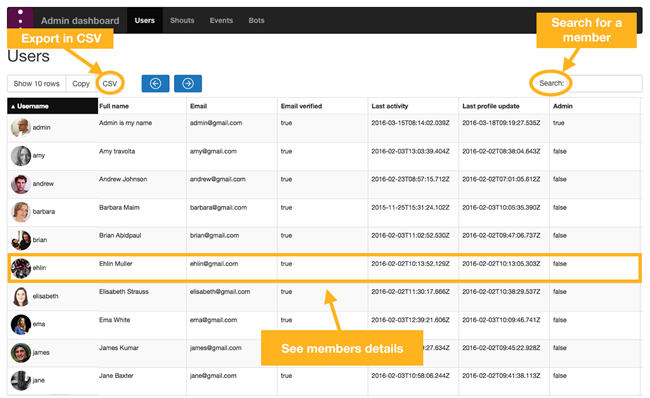 Admin dashboard Users Shouts Events Bots
Export in CSV
Search for a
member
Users
Show 10 rows Copy CSV Search:
Username Full name Email Email verified Last activity Last profile update Admin
admin Admin is my name admin@gmail.com true 2016-03-15T08:14:02.039Z 2016-03-18T09:19:27.535Z true
amy Amy travolta amy@gmail.com true 2016-02-03T13:03:39.404Z 2016-02-02T08:38:04.643Z false
andrew Andrew Johnson andrew@gmail.com true 2016-02-23T08:57:15.712Z 2016-02-02T07:01:05.612Z false
barbara Barbara Maim barbara@gmail.com true 2015-11-25T15:31:24.102Z 2016-02-03T10:05:35.390Z false
brian Brian Abidpaul brian@gmail.com true 2016-02-03T11:02:52.530Z 2016-02-02T09:47:06.737Z false
ehlin Ehlin Muller ehlin@gmail.com true 2016-02-02T10:13:52.129Z 2016-02-02T10:13:05.303Z false
elisabeth Elisabeth Strauss elisabeth@gmail.com true 2016-02-02T11:30:17.666Z 2016-02-02T10:38:29.537Z false
ema Ema White ema@gmail.com true 2016-02-03T12:39:21.606Z 2016-02-03T10:09:46.741Z false
See members details
james James Kumar james@gmail.com 9:27.634Z 2016-02-02T09:45:22.928Z false
jane Jane Baxter jane@gmail.com true 2016-02-03T10:58:06.244Z 2016-02-02T09:41:38.113Z false